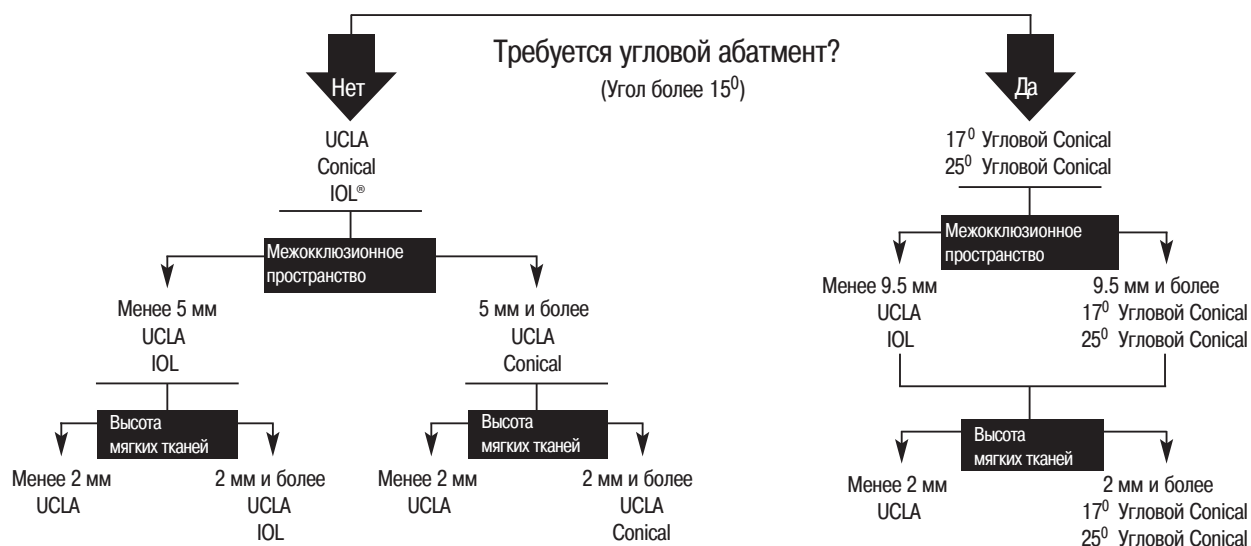 Требуется угловой абатмент?
(Угол более 15⁰)
Нет
UCLA
Conical
IOL®
Межокклюзионное
пространство
Менее 5 мм
UCLA
IOL
Высота
мягких тканей
Менее 2 мм
UCLA
2 мм и более
UCLA
IOL
5 мм и более
UCLA
Conical
Высота
мягких тканей
Менее 2 мм
UCLA
2 мм и более
UCLA
Conical
Да
17⁰ Угловой Conical
25⁰ Угловой Conical
Межокклюзионное
пространство
Менее 9.5 мм
UCLA
IOL
9.5 мм и более
17⁰ Угловой Conical
25⁰ Угловой Conical
Высота
мягких тканей
Менее 2 мм
UCLA
2 мм и более
17⁰ Угловой Conical
25⁰ Угловой Conical